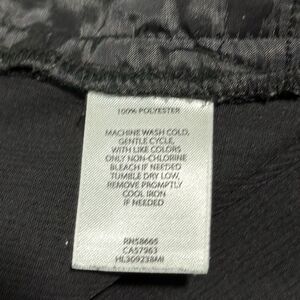 100% POLYESTER
MACHINE WASH COLD,
GENTLE CYCLE,
WITH LIKE COLORS
ONLY NON-CHLORINE
BLEACH IF NEEDED
TUMBLE DRY LOW,
REMOVE PROMPTLY
COOL IRON
IF NEEDED
RN58665
CA57963
HL309238MI